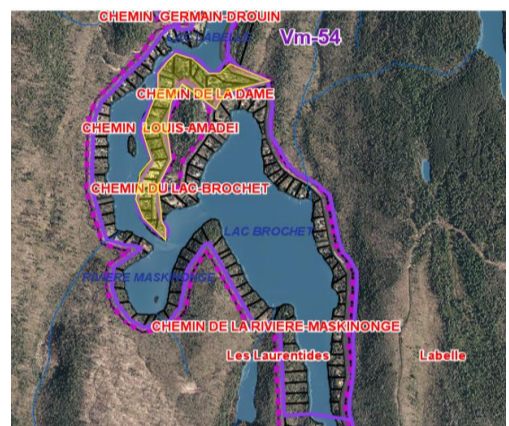 CHEMIN GERMAIN-DROUIN
LABELLE
Vm-54
CHEMIN DE LA DAME
CHEMIN LOUIS-AMADEI
CHEMIN DU LAC-BROCHET
LAC BROCHET
RIVIERE MASKINONGE
CHEMIN DE LA RIVIERE-MASKINONGE
Les Laurentides
Labelle